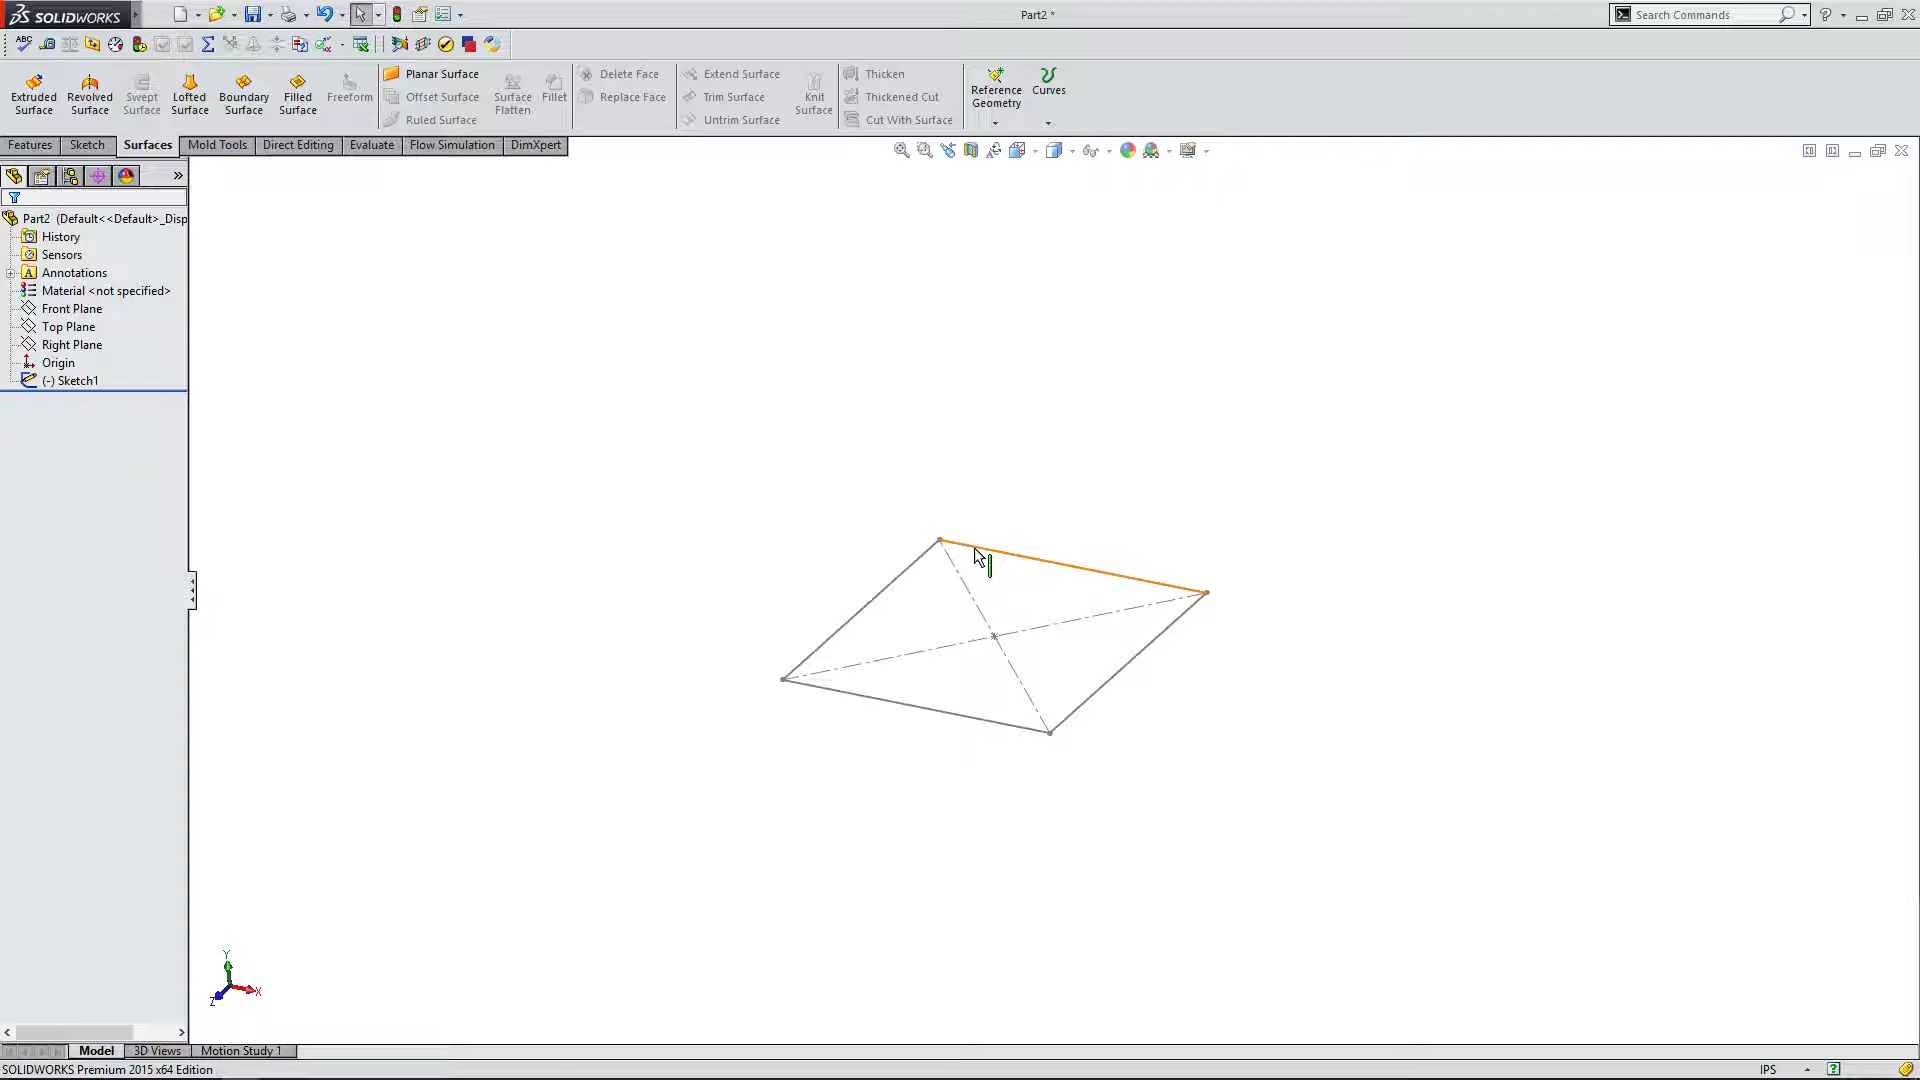 SOLIDWORKS
Part2 *
Search Commands
Extruded Surface
Revolved Surface
Swept Surface
Lofted Surface
Boundary Surface
Filled Surface
Freeform
Planar Surface
Offset Surface
Ruled Surface
Surface Flatten
Fillet
Delete Face
Replace Face
Extend Surface
Trim Surface
Untrim Surface
Knit Surface
Thicken
Thickened Cut
Cut With Surface
Reference Geometry
Curves
Features
Sketch
Surfaces
Mold Tools
Direct Editing
Evaluate
Flow Simulation
DimXpert
Part2 (Default<<Default>_Disp
History
Sensors
A Annotations
Material <not specified>
Front Plane
Top Plane
Right Plane
Origin
(-) Sketch1
Y
X
Z
Model
3D Views
Motion Study 1
SOLIDWORKS Premium 2015 x64 Edition
IPS